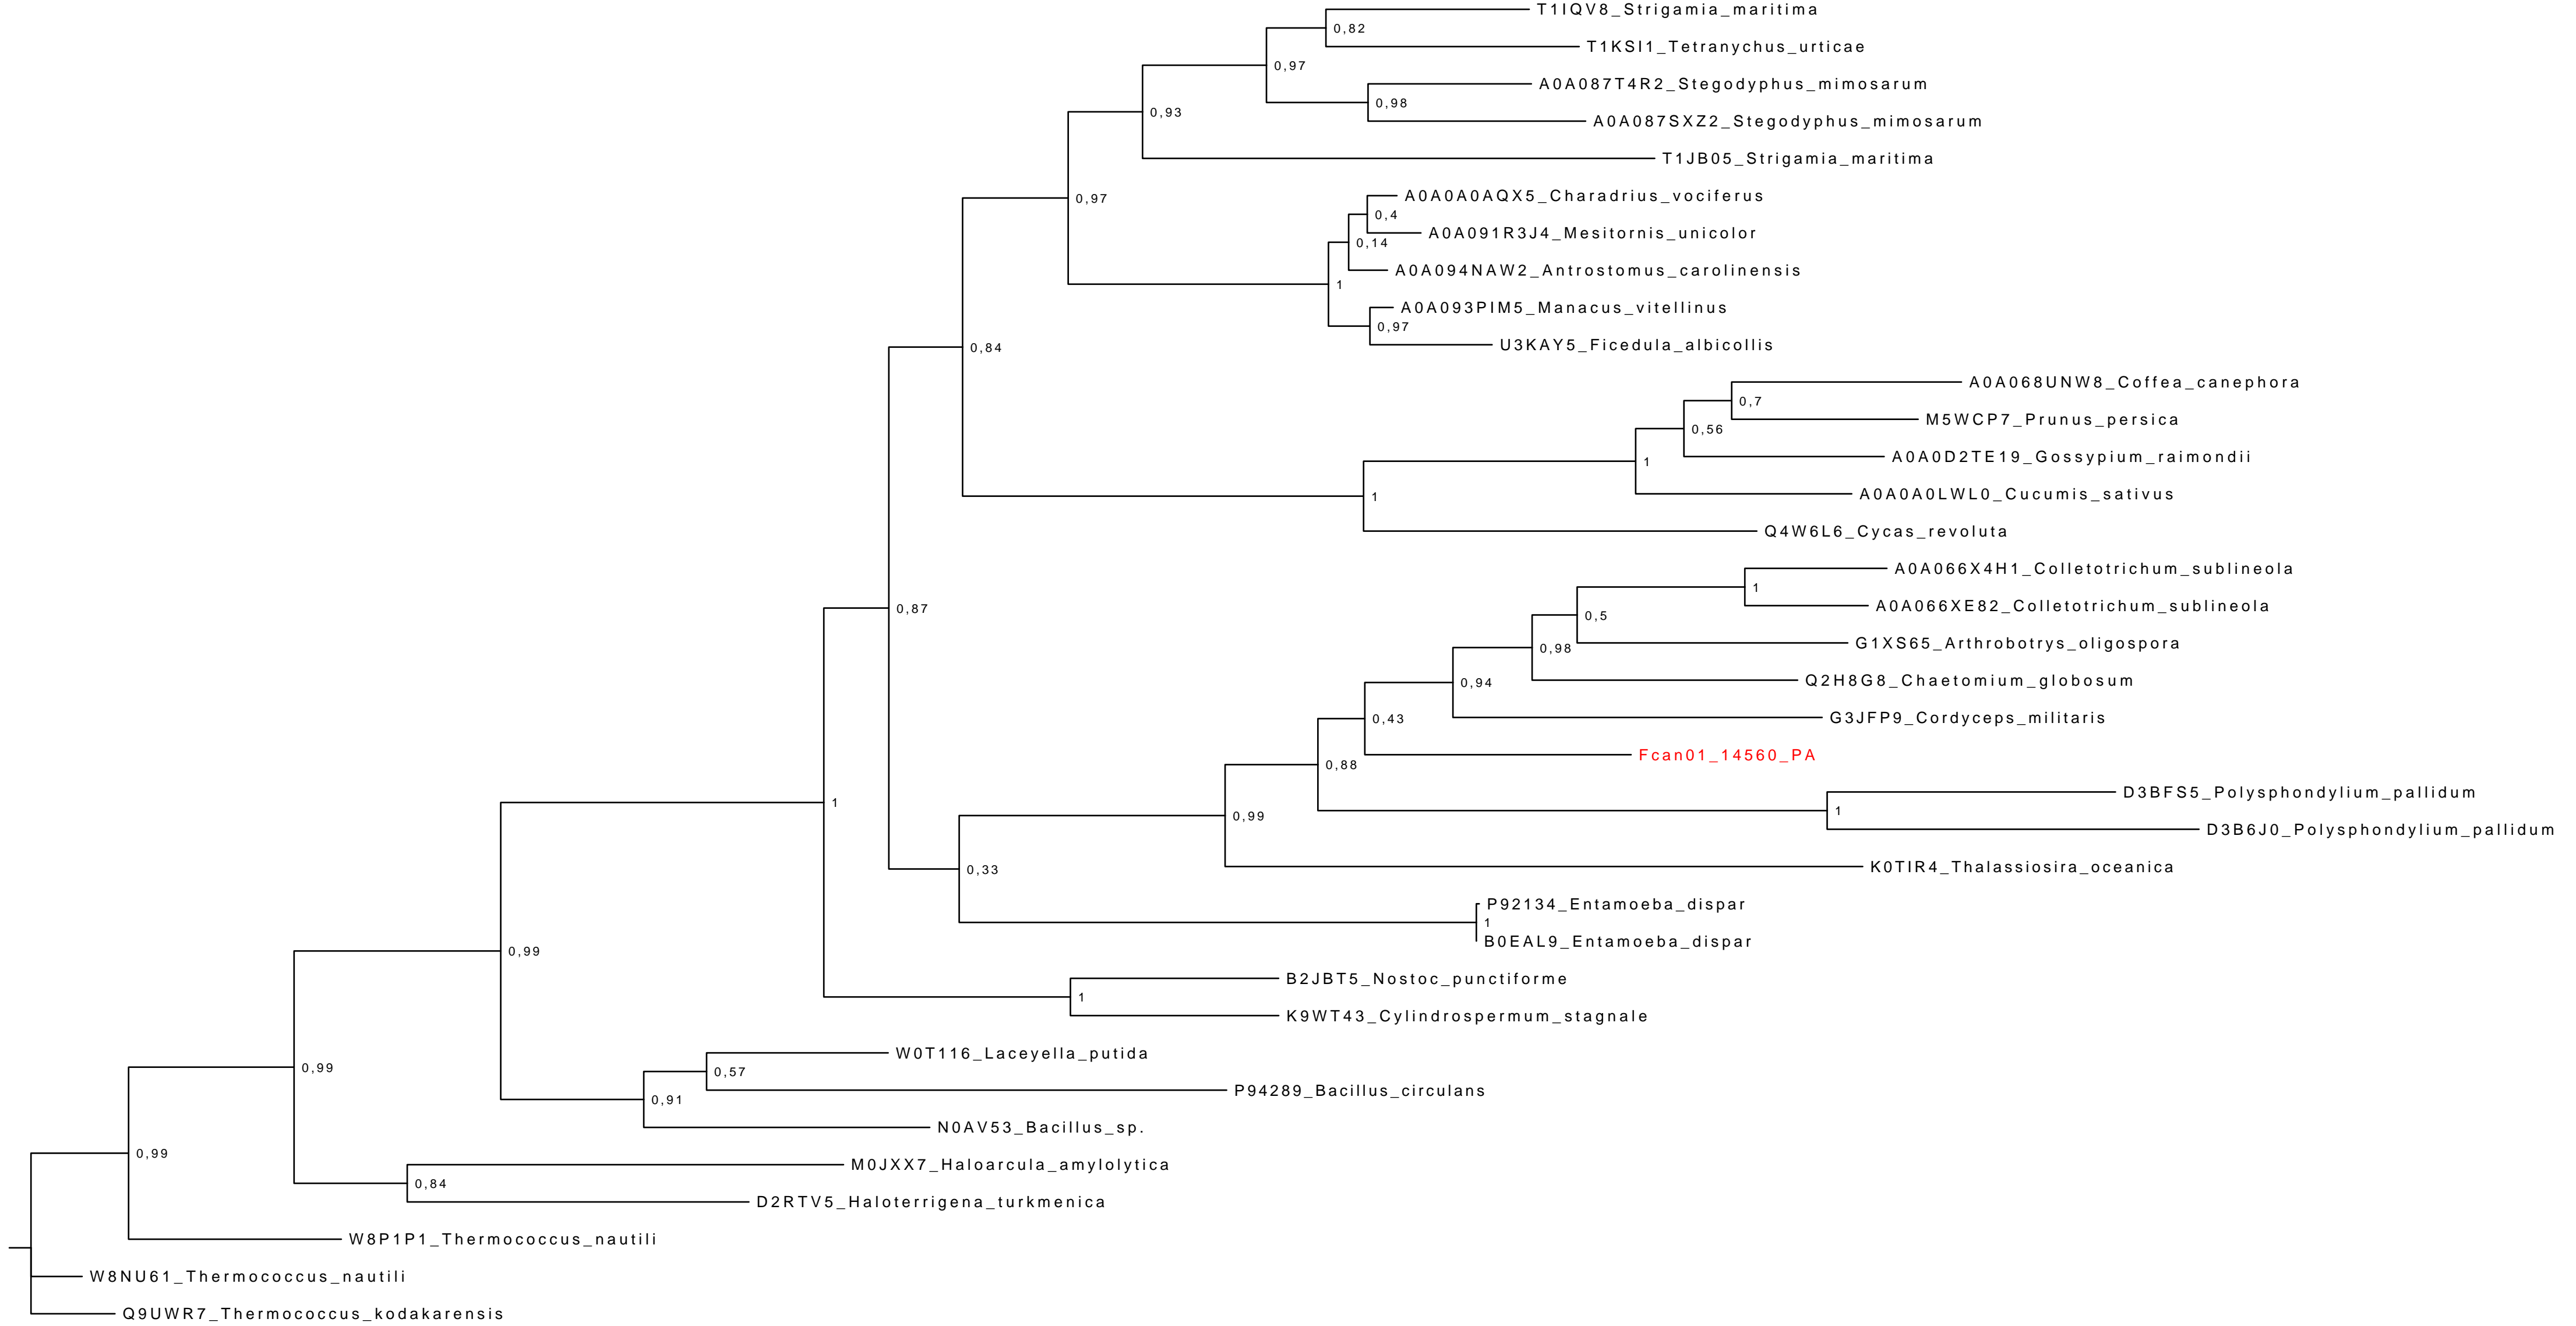 T1IQV8_Strigamia_maritima
0,82
T1KSI1_Tetranychus_urticae
0,97
A0A087T4R2_Stegodyphus_mimosarum
0,98
0,93
A0A087SXZ2_Stegodyphus_mimosarum
T1JB05_Strigamia_maritima
0,97
A0A0A0AQX5_Charadrius_vociferus
0,4
A0A091R3J4_Mesitornis_unicolor
0,14
A0A094NAW2_Antrostomus_carolinensis
1
A0A093PIM5_Manacus_vitellinus
0,97
U3KAY5_Ficedula_albicollis
0,84
A0A068UNW8_Coffea_canephora
0,7
M5WCP7_Prunus_persica
0,56
A0A0D2TE19_Gossypium_raimondii
1
A0A0A0LWL0_Cucumis_sativus
1
Q4W6L6_Cycas_revoluta
A0A066X4H1_Colletotrichum_sublineola
1
A0A066XE82_Colletotrichum_sublineola
0,87
0,5
G1XS65_Arthrobotrys_oligospora
0,98
Q2H8G8_Chaetomium_globosum
0,94
G3JFP9_Cordyceps_militaris
0,43
Fcan01_14560_PA
0,88
D3BFS5_Polysphondylium_pallidum
1
1
0,99
D3B6J0_Polysphondylium_pallidum
K0TIR4_Thalassiosira_oceanica
0,33
P92134_Entamoeba_dispar
1
B0EAL9_Entamoeba_dispar
0,99
B2JBT5_Nostoc_punctiforme
1
K9WT43_Cylindrospermum_stagnale
W0T116_Laceyella_putida
0,99
0,57
P94289_Bacillus_circulans
0,91
N0AV53_Bacillus_sp.
0,99
M0JXX7_Haloarcula_amylolytica
0,84
D2RTV5_Haloterrigena_turkmenica
W8P1P1_Thermococcus_nautili
W8NU61_Thermococcus_nautili
Q9UWR7_Thermococcus_kodakarensis